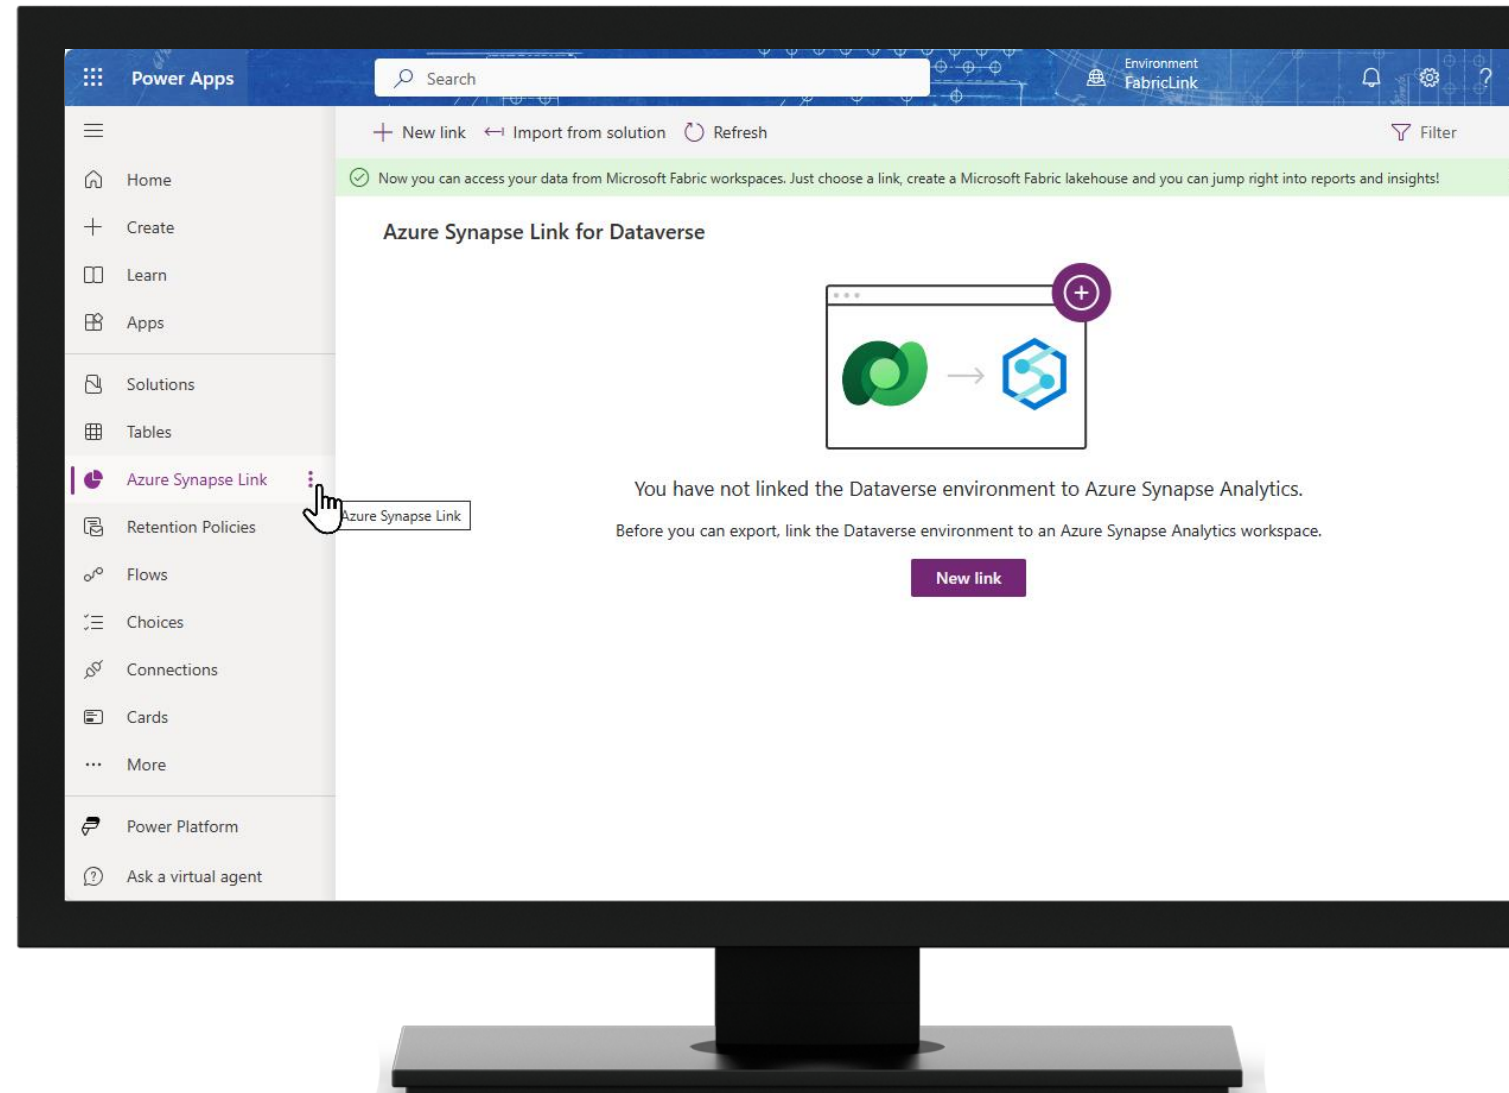 Power Apps
Search
Environment
FabricLink
?
New link
Import from solution
Refresh
Filter
Now you can access your data from Microsoft Fabric workspaces. Just choose a link, create a Microsoft Fabric lakehouse and you can jump right into reports and insights!
Home
Create
Learn
Apps
Solutions
Tables
Azure Synapse Link
Retention Policies
Flows
Choices
Connections
Cards
More
Power Platform
Ask a virtual agent
Azure Synapse Link for Dataverse
Azure Synapse Link
You have not linked the Dataverse environment to Azure Synapse Analytics.
Before you can export, link the Dataverse environment to an Azure Synapse Analytics workspace.
New link